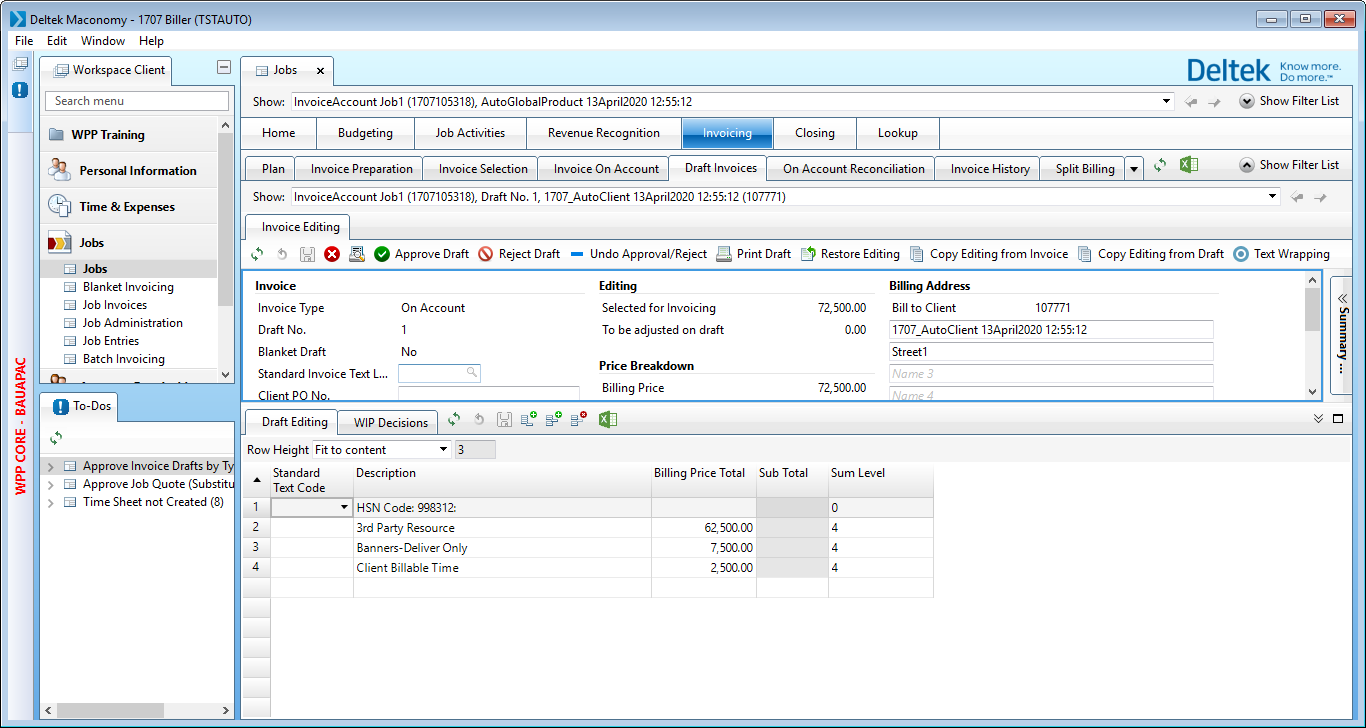 Deltek Maconomy - 1707 Biller (TSTAUTO)
File Edit Window Help
Workspace Client
Jobs
Deltek Know more. Do more.™
Search menu
WPP Training
Personal Information
Time & Expenses
Jobs
Jobs
Blanket Invoicing
Job Invoices
Job Administration
Job Entries
Batch Invoicing
WPP CORE - BAUAPAC
To-Dos
Approve Invoice Drafts by Ty
Approve Job Quote (Substitu
Time Sheet not Created (8)
Show: InvoiceAccount Job1 (1707105318), AutoGlobalProduct 13April2020 12:55:12 Show Filter List
Home Budgeting Job Activities Revenue Recognition Invoicing Closing Lookup
Plan Invoice Preparation Invoice Selection Invoice On Account Draft Invoices On Account Reconciliation Invoice History Split Billing Show Filter List
Show: InvoiceAccount Job1 (1707105318), Draft No. 1, 1707_AutoClient 13April2020 12:55:12 (107771)
Invoice Editing
Approve Draft Reject Draft Undo Approval/Reject Print Draft Restore Editing Copy Editing from Invoice Copy Editing from Draft Text Wrapping
Invoice Editing Billing Address
Invoice Type On Account Selected for Invoicing 72,500.00 Bill to Client 107771
Draft No. 1 To be adjusted on draft 0.00 1707_AutoClient 13April2020 12:55:12
Blanket Draft No Street1
Price Breakdown
Standard Invoice Text L... Name 3
Billing Price 72,500.00
Client PO No. Name 4
Summary ...
Draft Editing WIP Decisions
Row Height Fit to content 3
Standard Text Code Description Billing Price Total Sub Total Sum Level
1 HSN Code: 998312: 0
2 3rd Party Resource 62,500.00 4
3 Banners-Deliver Only 7,500.00 4
4 Client Billable Time 2,500.00 4